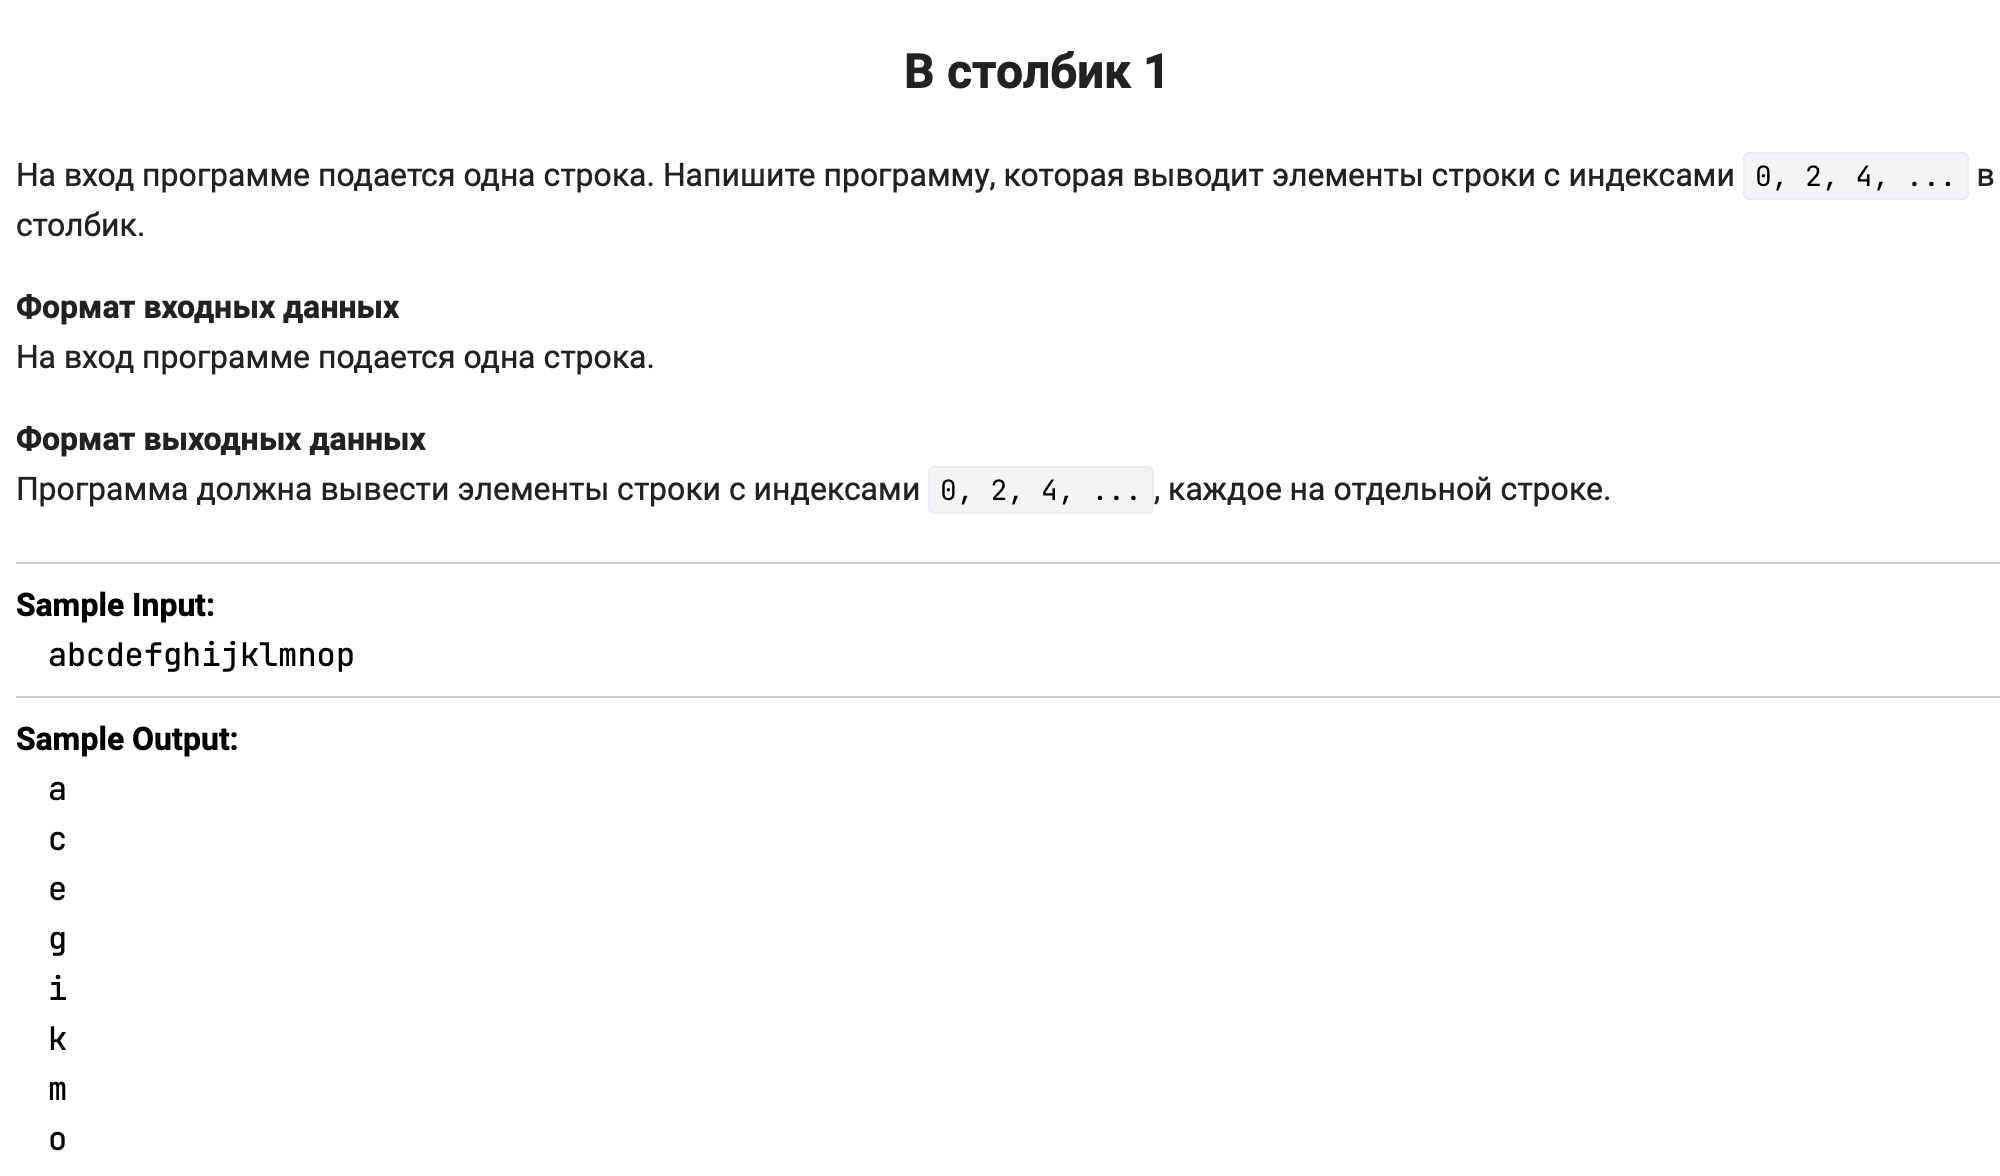 В столбик 1
На вход программе подается одна строка. Напишите программу, которая выводит элементы строки с индексами 0, 2, 4, ... в
столбик.
Формат входных данных
На вход программе подается одна строка.
Формат выходных данных
Программа должна вывести элементы строки с индексами 0, 2, 4, ..., каждое на отдельной строке.
Sample Input:
abcdefghijklmnop
Sample Output:
a
c
e
g
i
k
m
o